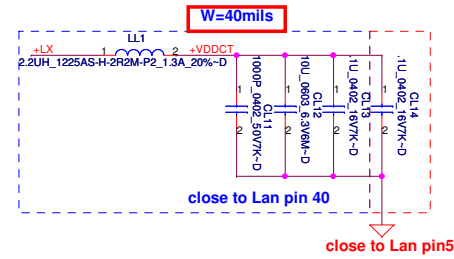 W=40mils
LL1
+LX
1
2
+VDDCT
2.2UH_1225AS-H-2R2M-P2_1.3A_20%~D
1
2
CL11
1000P_0402_50V7K~D
1
2
CL12
10U_0603_6.3V6M~D
1
2
CL13
.1U_0402_16V7K~D
1
2
CL14
.1U_0402_16V7K~D
close to Lan pin 40
close to Lan pin5